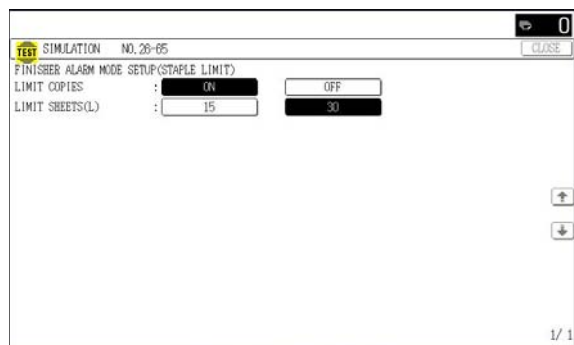 0
TEST SIMULATION NO. 26-65 CLOSE
FINISHER ALARM MODE SETUP(STAPLE LIMIT)
LIMIT COPIES : ON OFF
LIMIT SHEETS(L) : 15 30
1/ 1